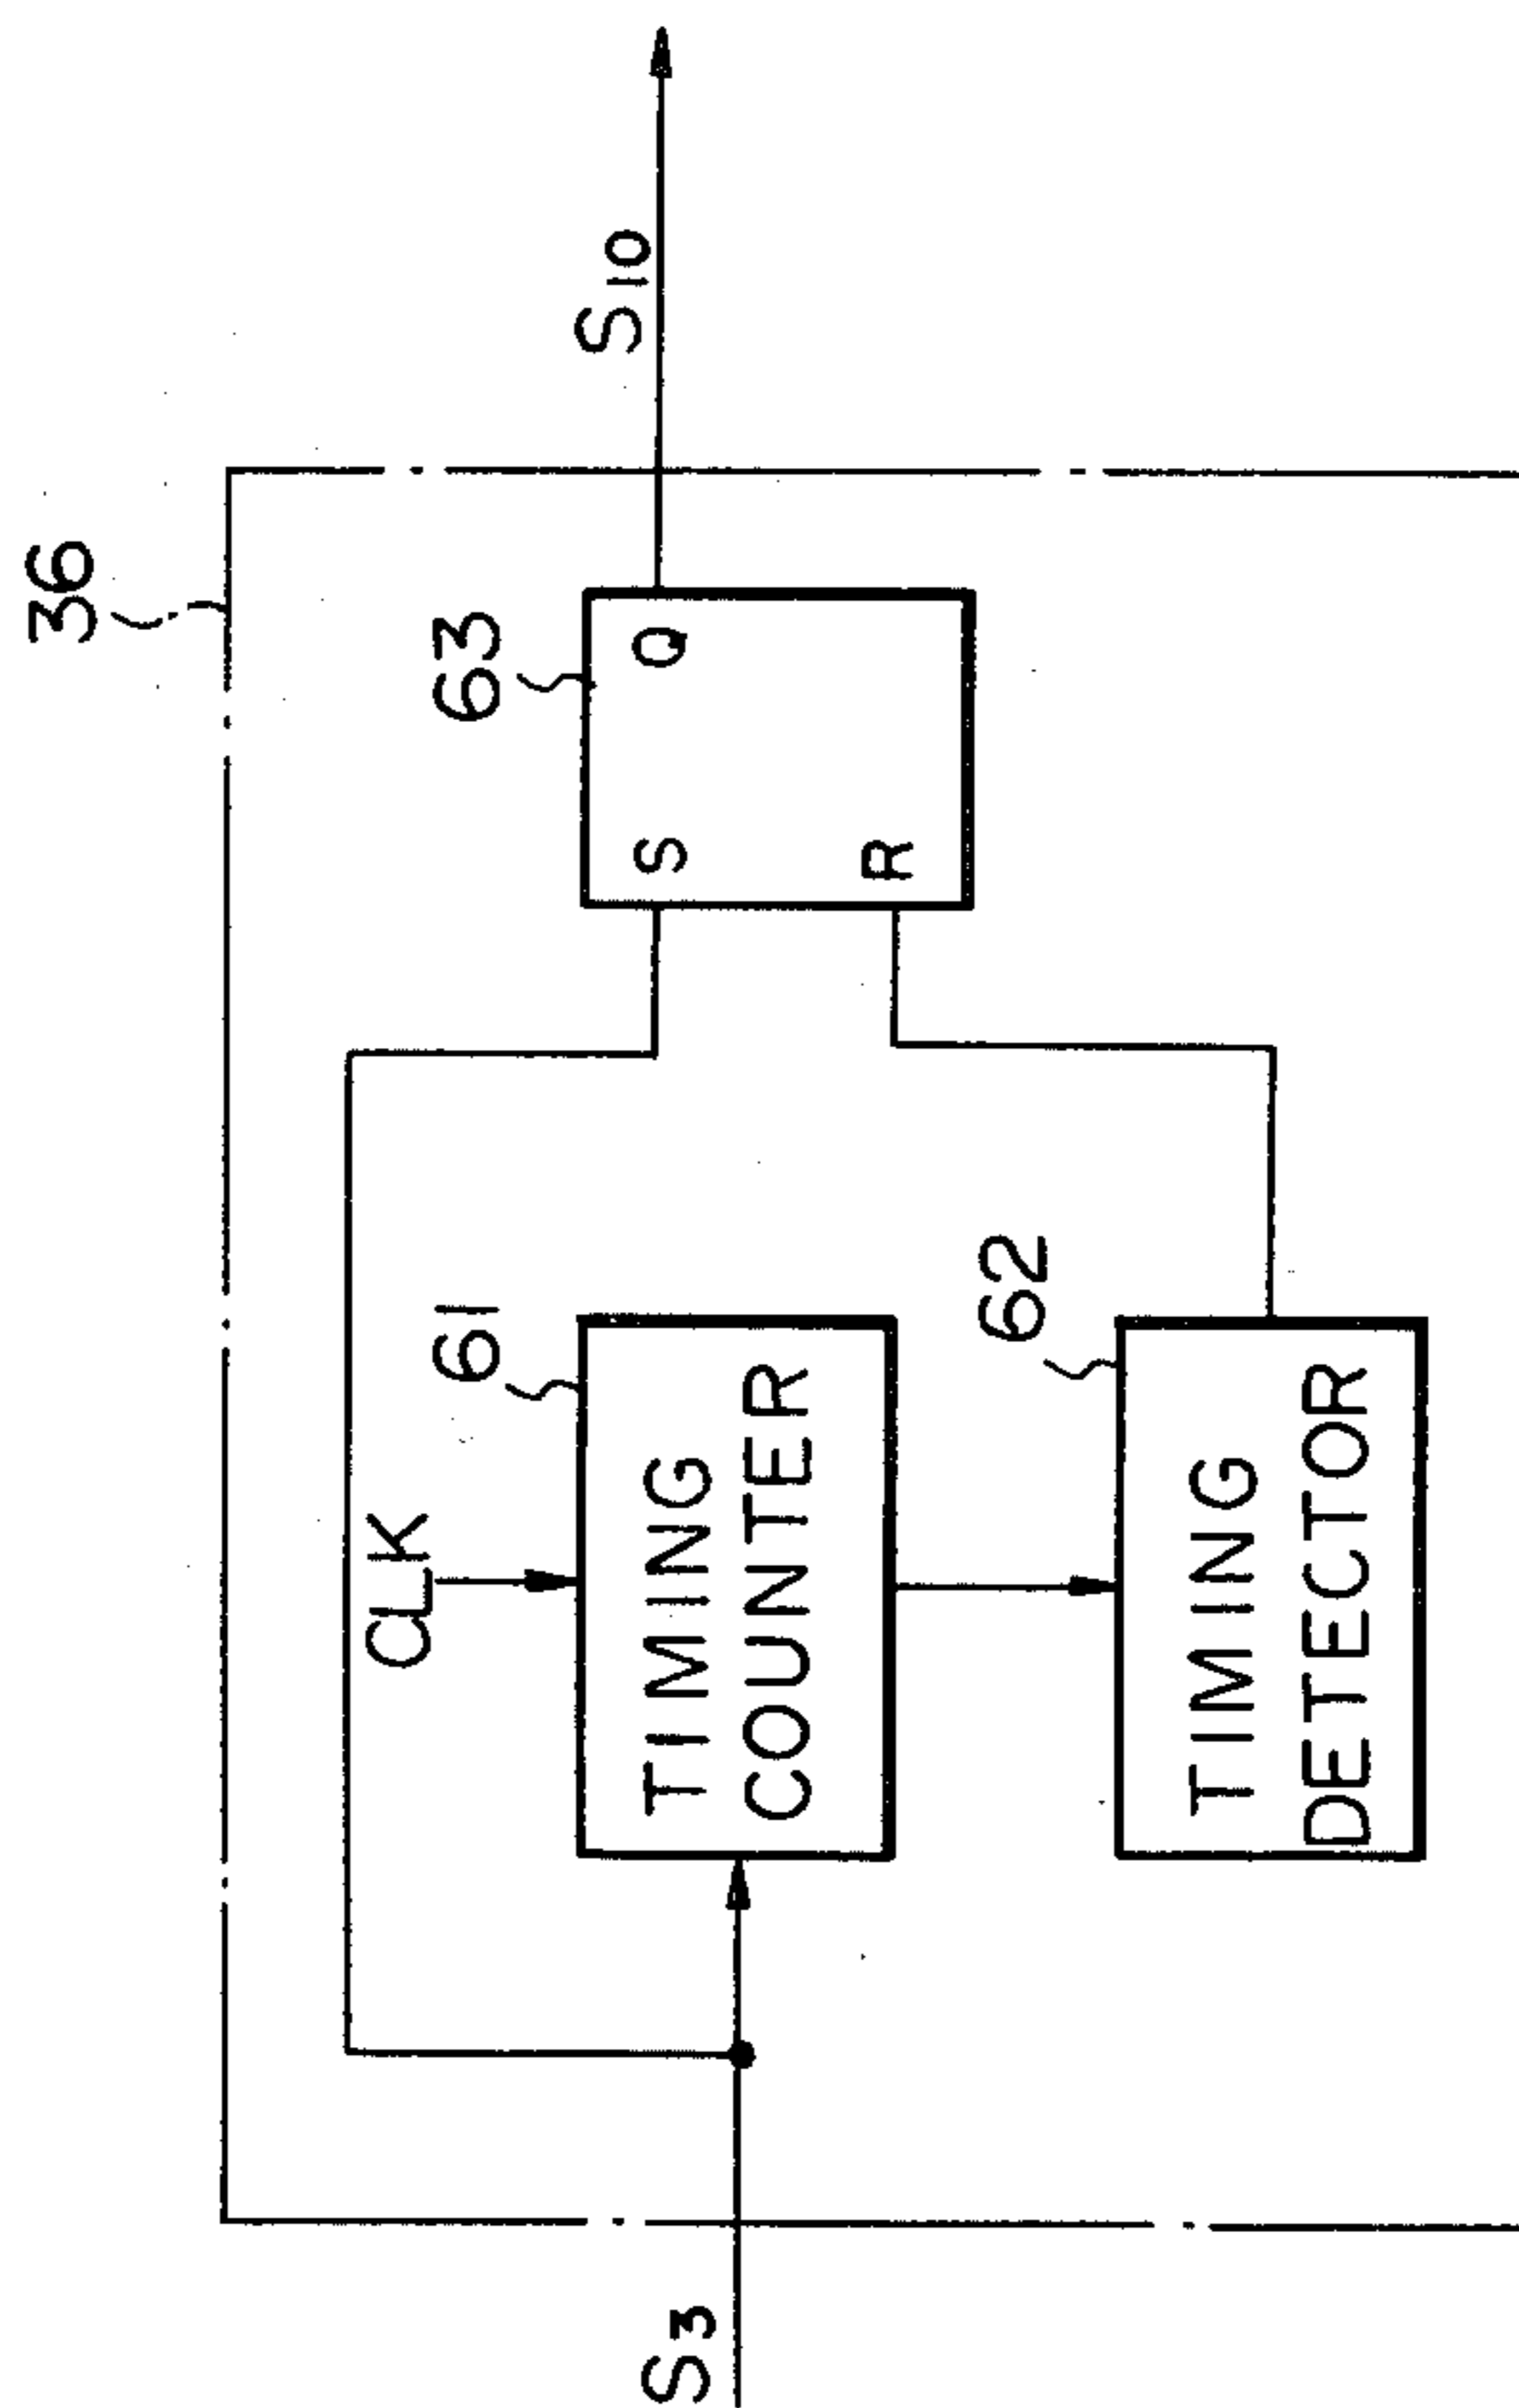 36
S10
63
S
Q
R
CLK
61
TIMING
COUNTER
62
TIMING
DETECTOR
S3